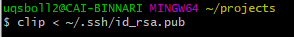 uqsboll2@CAI-BINNARI MINGW64 ~/projects
$ clip < ~/.ssh/id_rsa.pub